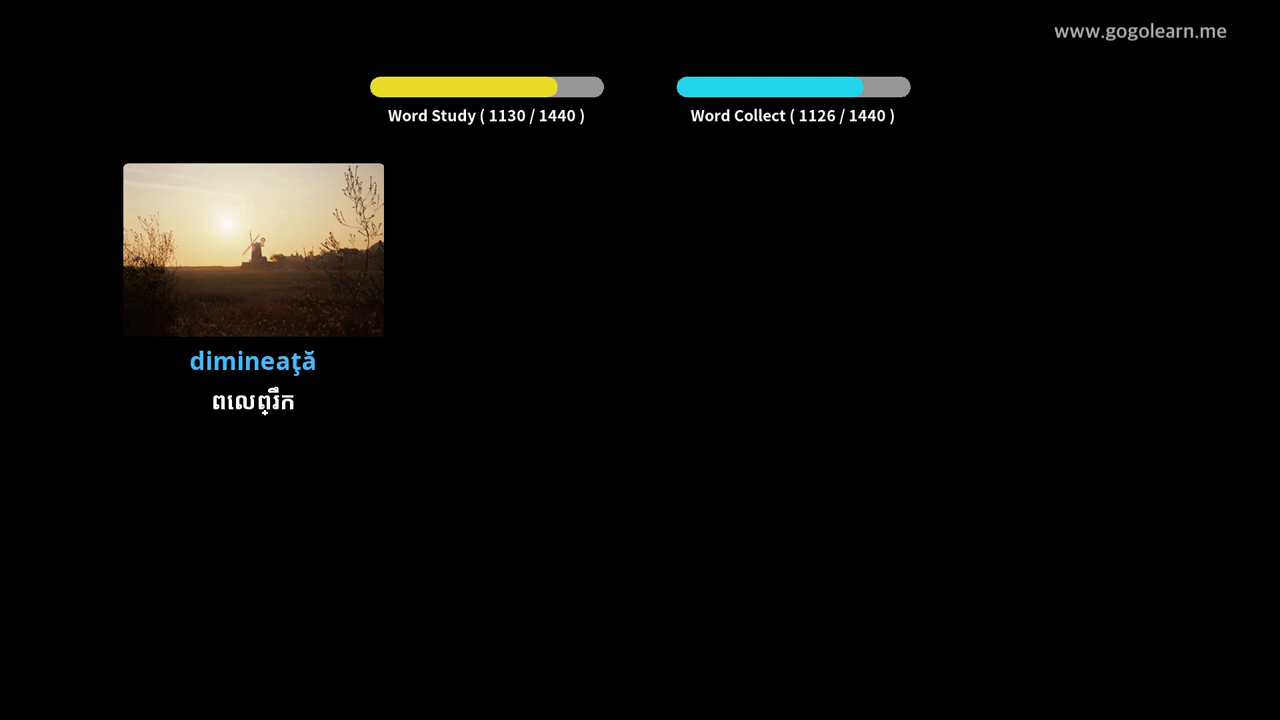 www.gogolearn.me
Word Study ( 1130 / 1440 )
Word Collect ( 1126 / 1440 )
dimineaţă
ពលេព្រឹក